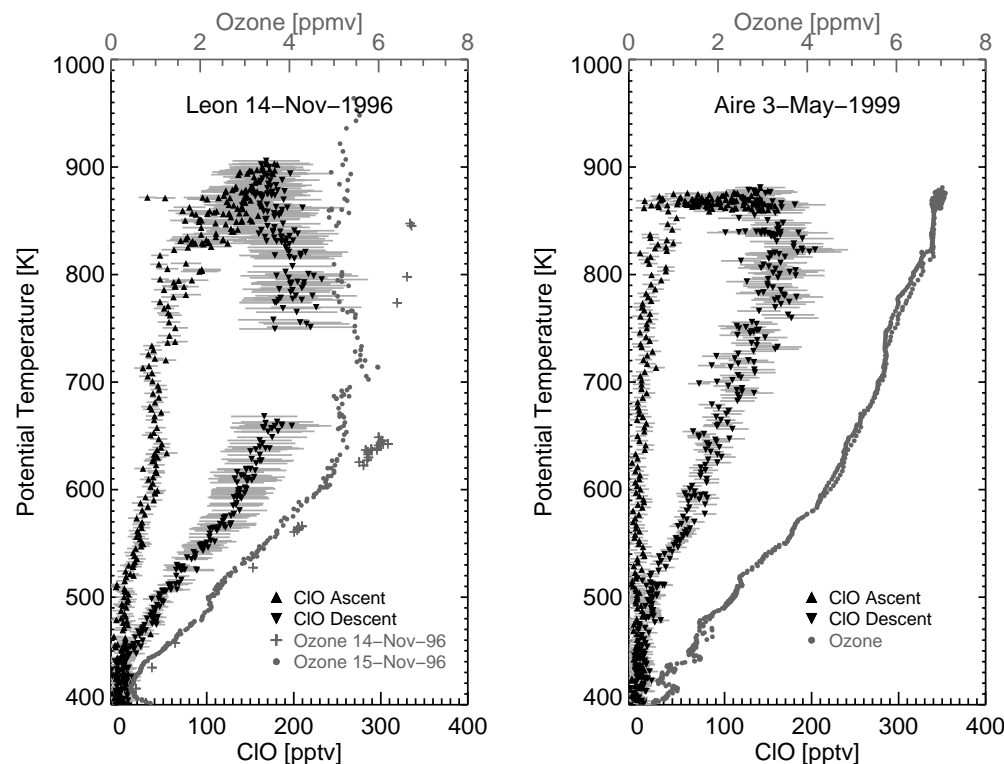 Ozone [ppmv]
0 2 4 6 8
1000
900
800
700
600
500
400
Potential Temperature [K]
Leon 14−Nov−1996
ClO Ascent
ClO Descent
Ozone 14−Nov−96
Ozone 15−Nov−96
0 100 200 300 400
ClO [pptv]
Ozone [ppmv]
0 2 4 6 8
1000
900
800
700
600
500
400
Potential Temperature [K]
Aire 3−May−1999
ClO Ascent
ClO Descent
Ozone
0 100 200 300 400
ClO [pptv]